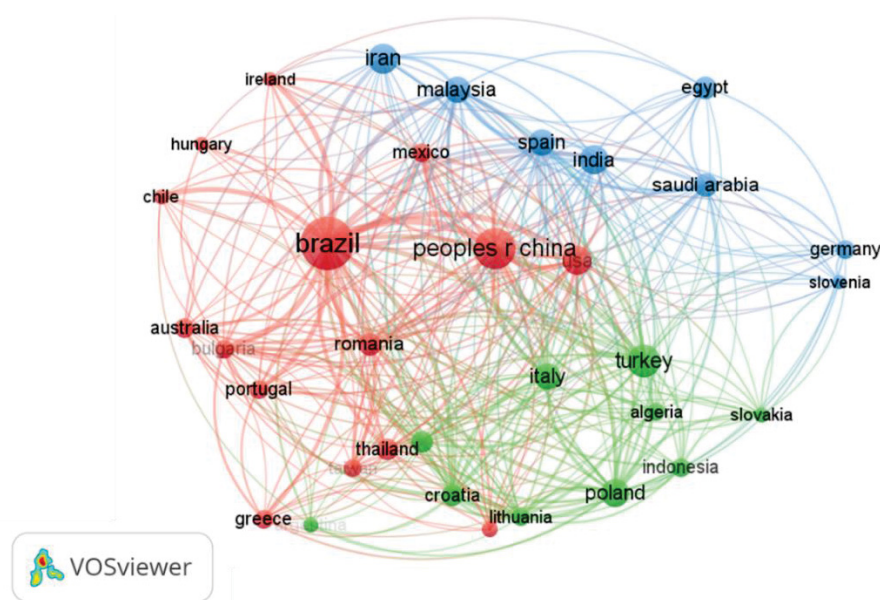 iran
ireland
malaysia
egypt
hungary
mexico
spain
india
chile
saudi arabia
brazil
peoples r china
usa
germany
slovenia
australia
bulgaria
romania
turkey
portugal
italy
algeria
slovakia
thailand
taiwan
indonesia
croatia
poland
greece
lithuania
VOSviewer